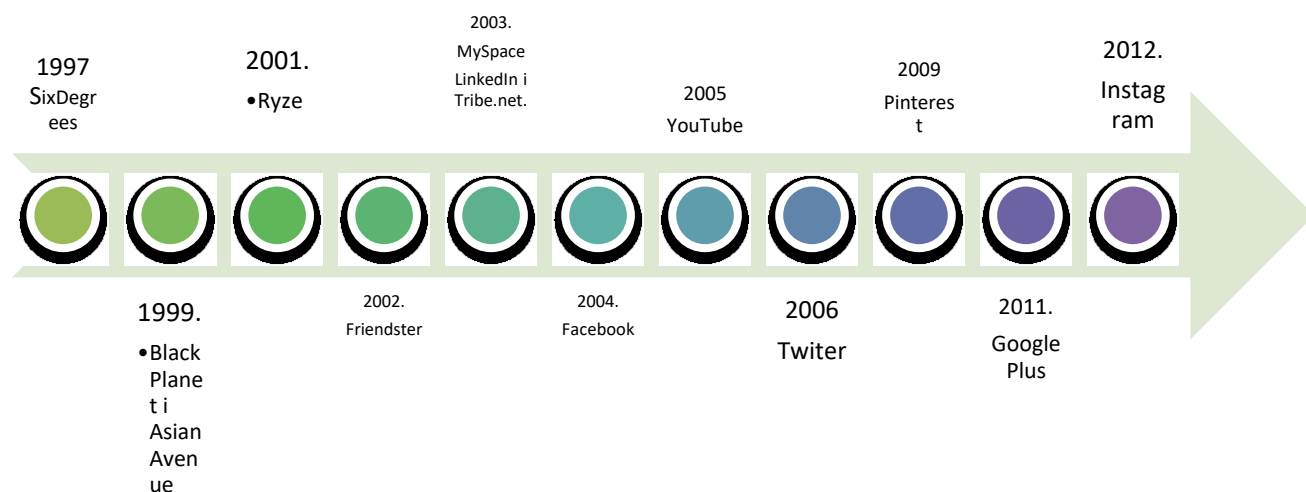 1997
SixDegr
ees
1999.
•Black
Plane
t i
Asian
Aven
ue
2001.
•Ryze
2002.
Friendster
2003.
MySpace
LinkedIn i
Tribe.net.
2004.
Facebook
2005
YouTube
2006
Twiter
2009
Pinteres
t
2011.
Google
Plus
2012.
Instag
ram